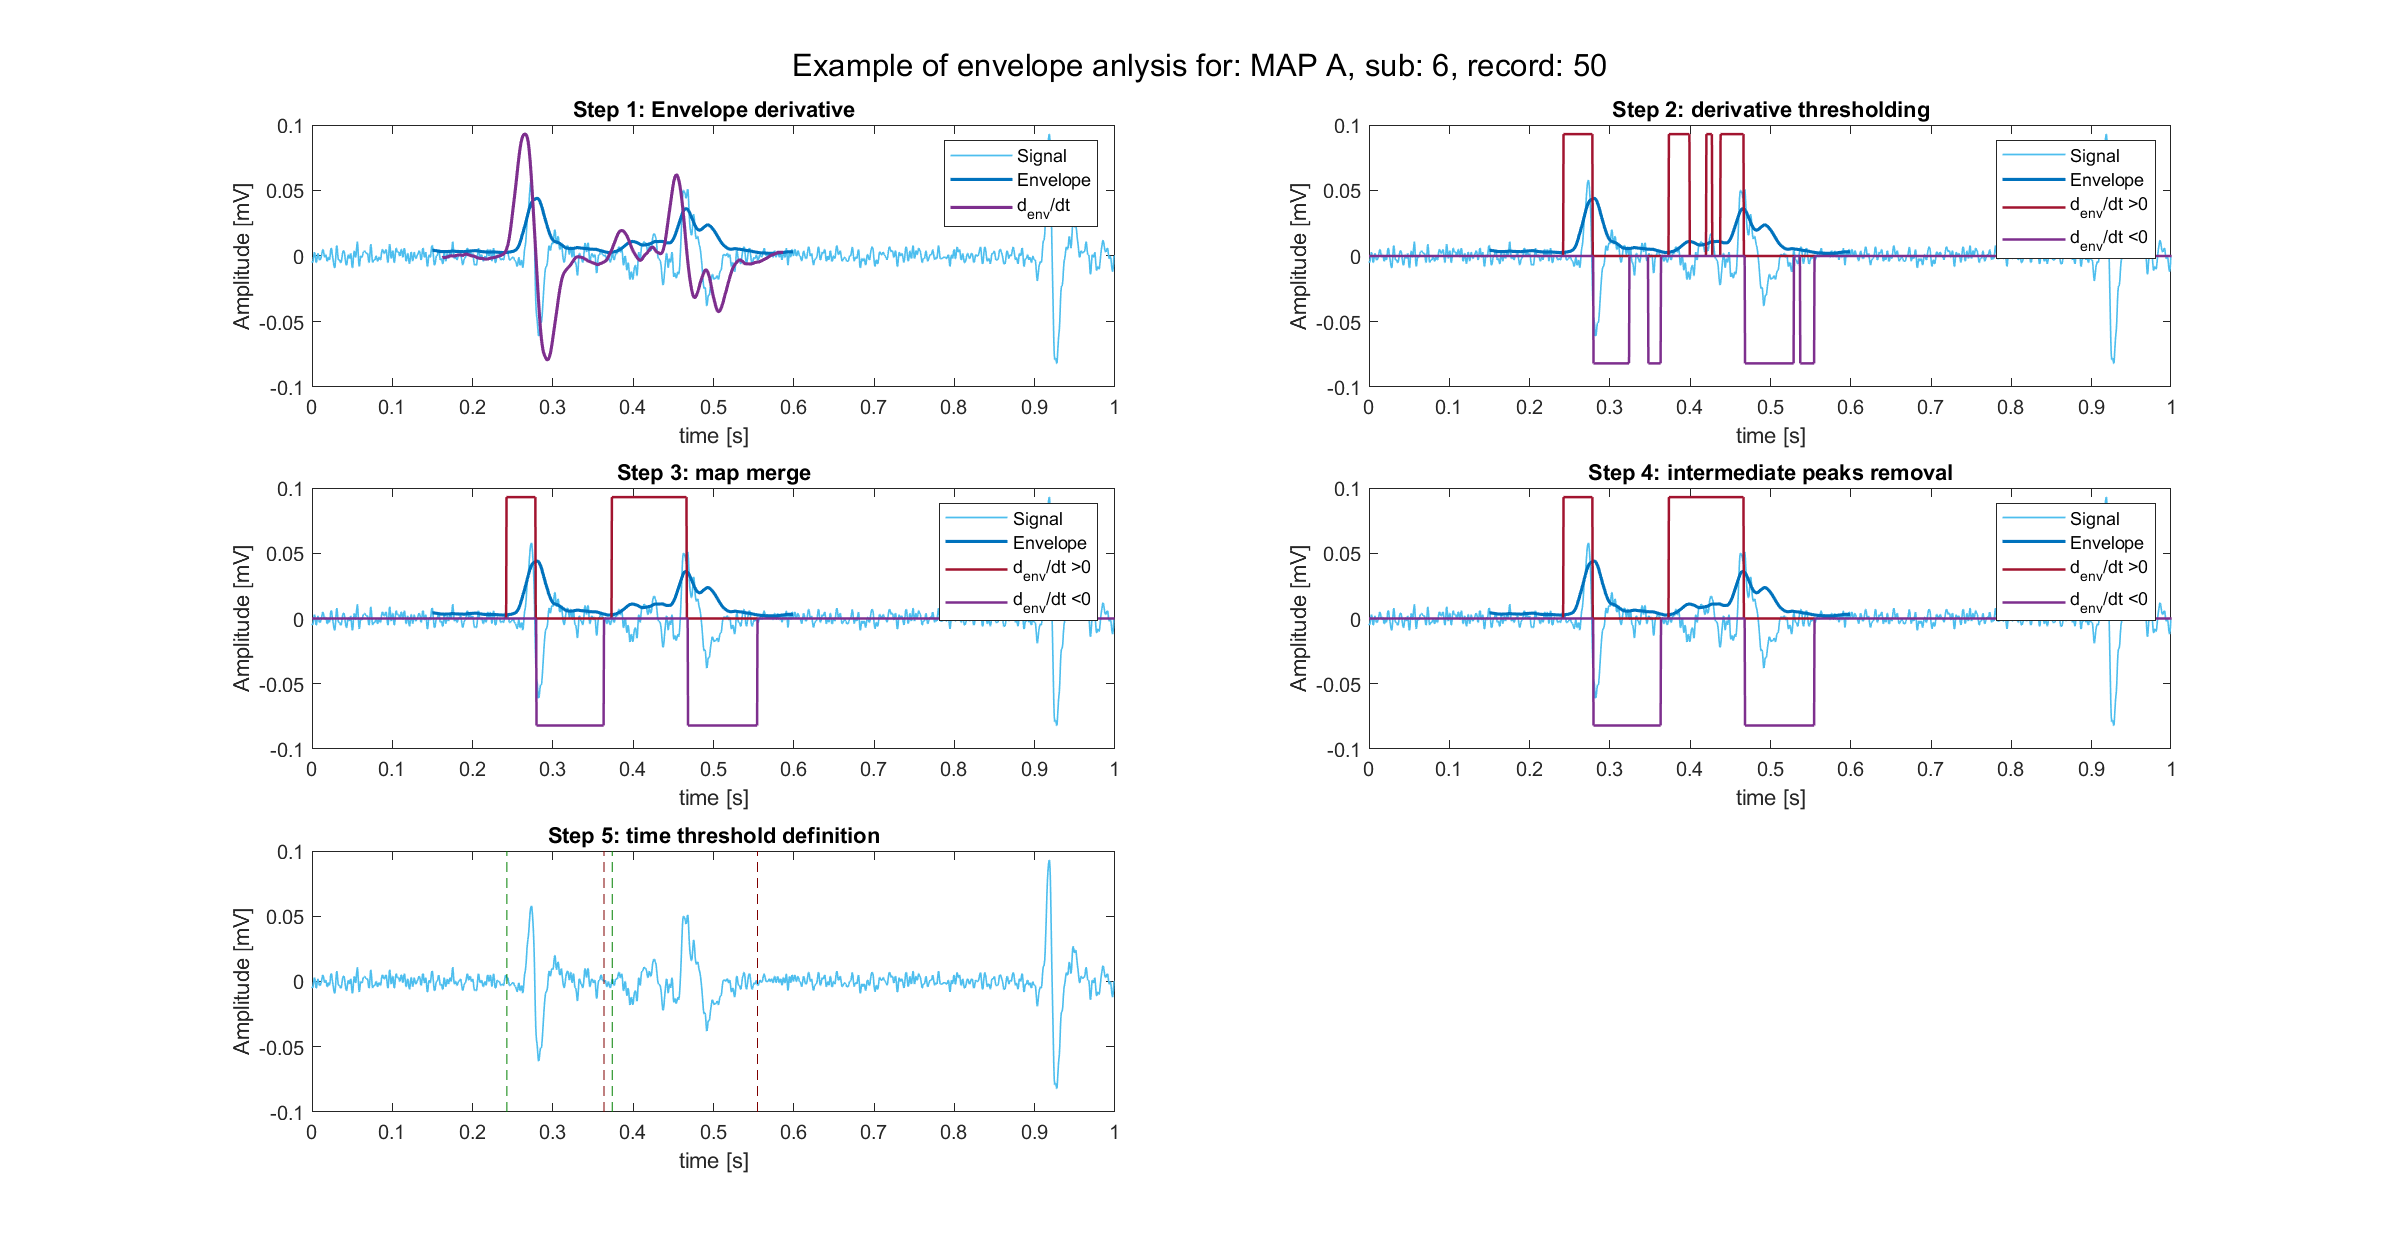 Example of envelope anlysis for: MAP A, sub: 6, record: 50
Step 1: Envelope derivative
0.1
0.05
0
-0.05
-0.1
Amplitude [mV]
Signal
Envelope
d_env/dt
0 0.1 0.2 0.3 0.4 0.5 0.6 0.7 0.8 0.9 1
time [s]
Step 2: derivative thresholding
0.1
0.05
0
-0.05
-0.1
Amplitude [mV]
Signal
Envelope
d_env/dt >0
d_env/dt <0
0 0.1 0.2 0.3 0.4 0.5 0.6 0.7 0.8 0.9 1
time [s]
Step 3: map merge
0.1
0.05
0
-0.05
-0.1
Amplitude [mV]
Signal
Envelope
d_env/dt >0
d_env/dt <0
0 0.1 0.2 0.3 0.4 0.5 0.6 0.7 0.8 0.9 1
time [s]
Step 4: intermediate peaks removal
0.1
0.05
0
-0.05
-0.1
Amplitude [mV]
Signal
Envelope
d_env/dt >0
d_env/dt <0
0 0.1 0.2 0.3 0.4 0.5 0.6 0.7 0.8 0.9 1
time [s]
Step 5: time threshold definition
0.1
0.05
0
-0.05
-0.1
Amplitude [mV]
0 0.1 0.2 0.3 0.4 0.5 0.6 0.7 0.8 0.9 1
time [s]